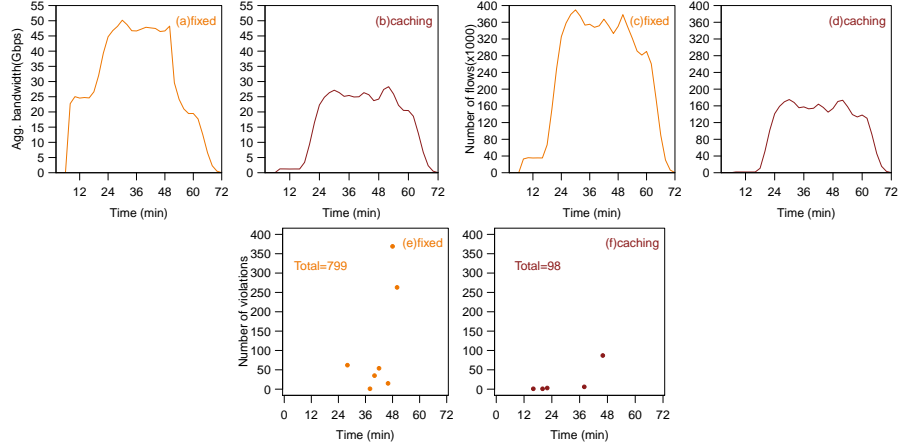 (a)fixed
Agg. bandwidth(Gbps)
55
50
45
40
35
30
25
20
15
10
5
0
12 24 36 48 60 72
Time (min)
(b)caching
55
50
45
40
35
30
25
20
15
10
5
0
12 24 36 48 60 72
Time (min)
(c)fixed
Number of flows(x1000)
400
360
320
280
240
200
160
120
80
40
0
12 24 36 48 60 72
Time (min)
(d)caching
400
360
320
280
240
200
160
120
80
40
0
12 24 36 48 60 72
Time (min)
(e)fixed
Total=799
Number of violations
400
350
300
250
200
150
100
50
0
0 12 24 36 48 60 72
Time (min)
(f)caching
Total=98
400
350
300
250
200
150
100
50
0
0 12 24 36 48 60 72
Time (min)